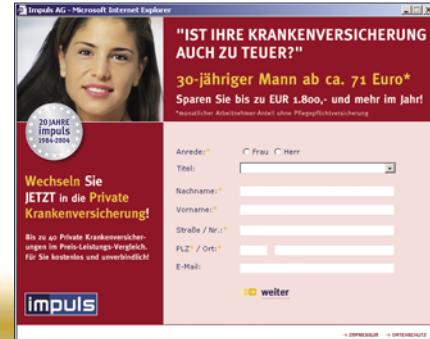 Impuls AG - Microsoft Internet Explorer
"IST IHRE KRANKENVERSICHERUNG
AUCH ZU TEUER?"
30-jähriger Mann ab ca. 71 Euro*
Sparen Sie bis zu EUR 1.800,- und mehr im Jahr!
*monatlicher Arbeitnehmer-Anteil ohne Pflegepflichtversicherung
20 JAHRE
impuls
1984-2004
Wechseln Sie
JETZT in die Private
Krankenversicherung!
Bis zu 40 Private Krankenversicher-
ungen im Preis-Leistungs-Vergleich.
Für Sie kostenlos und unverbindlich!
impuls
Anrede:* Frau Herr
Titel:
Nachname:*
Vorname:*
Straße / Nr.:*
PLZ* / Ort:*
E-Mail:
weiter
IMPRESSUM DATENSCHUTZ